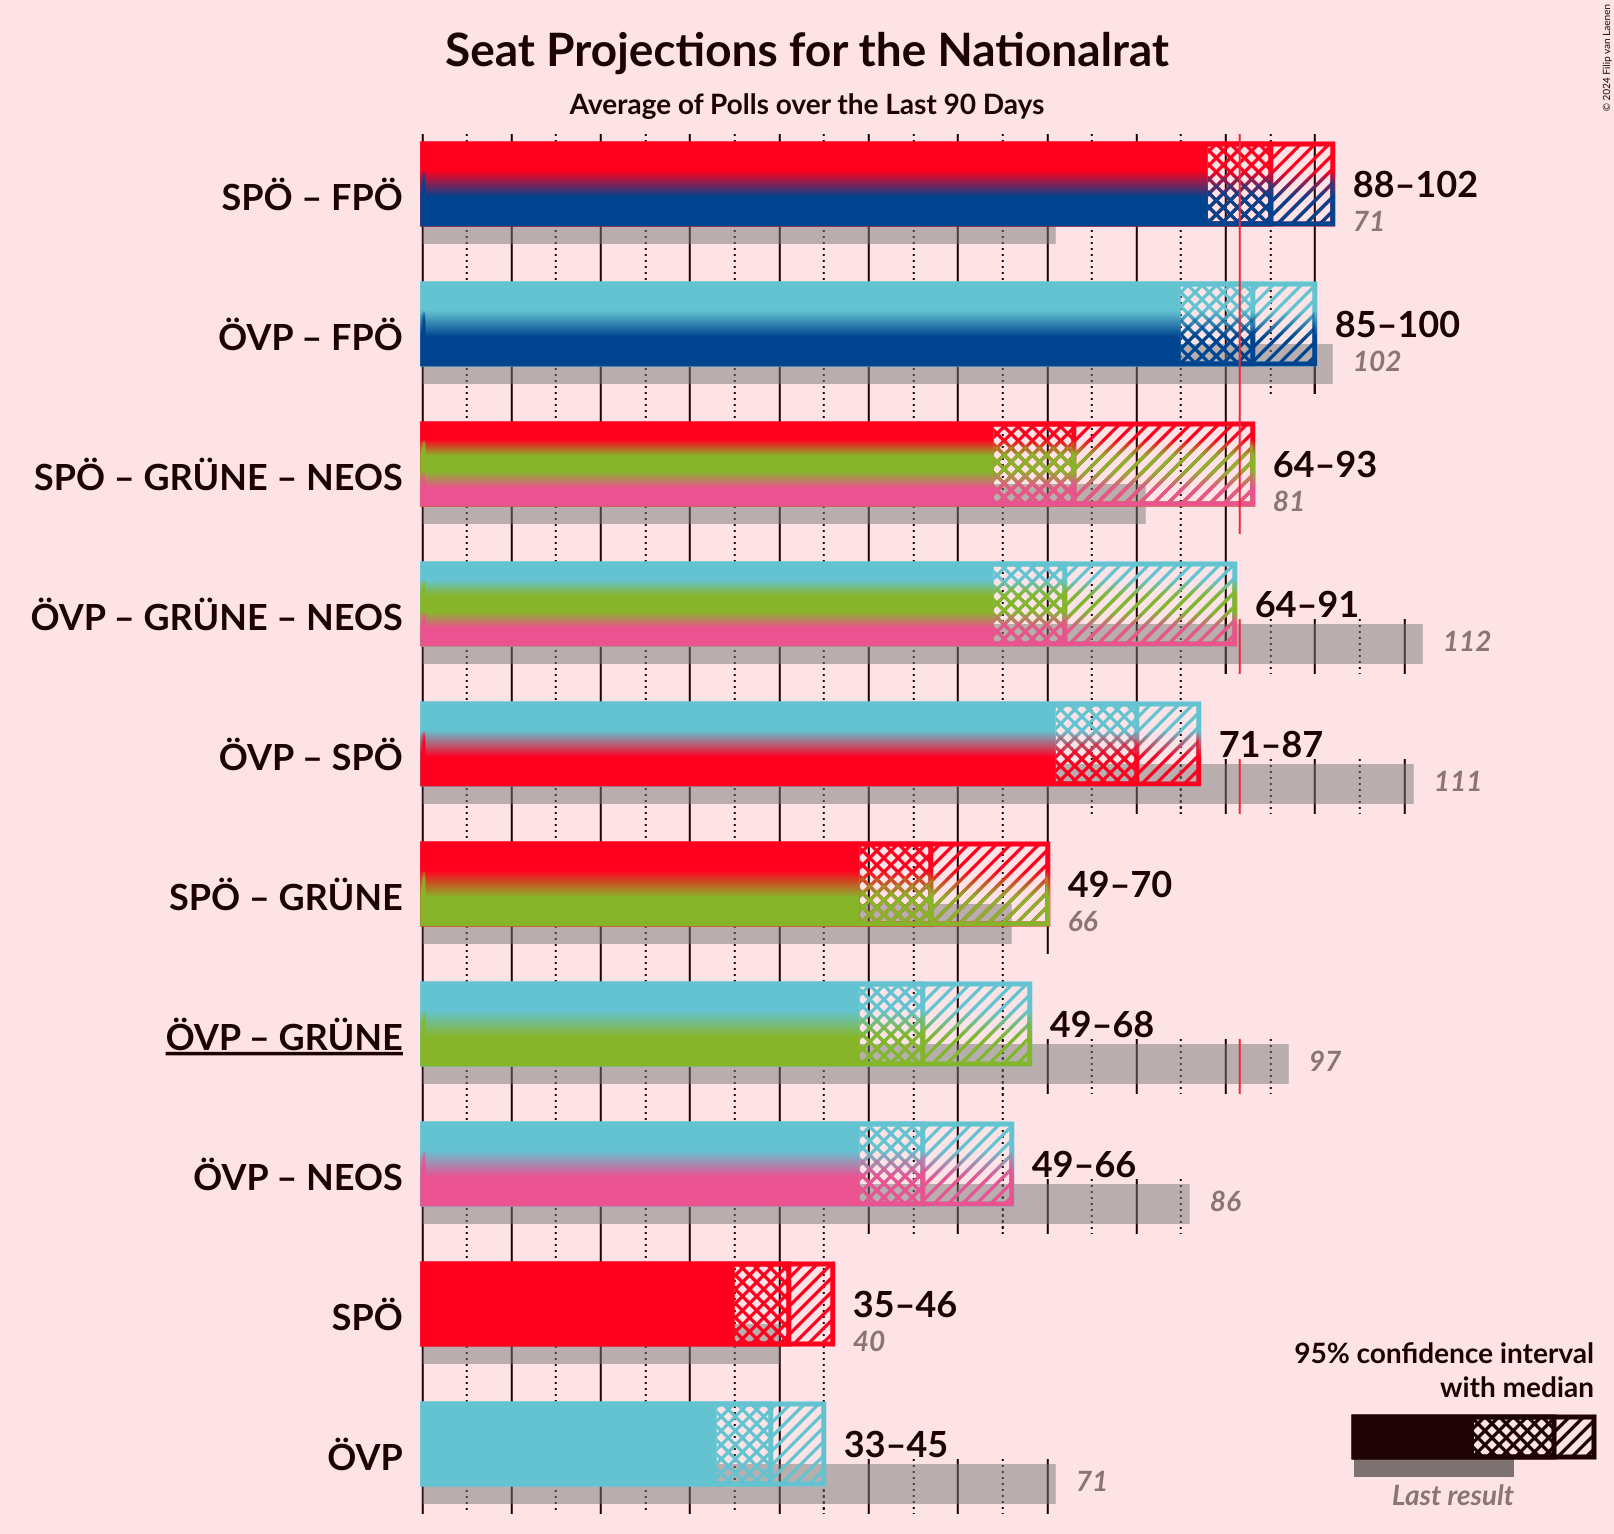 Seat Projections for the Nationalrat
Average of Polls over the Last 90 Days
© 2024 Filip van Laenen
SPÖ – FPÖ
88–102
71
ÖVP – FPÖ
85–100
102
SPÖ – GRÜNE – NEOS
64–93
81
ÖVP – GRÜNE – NEOS
64–91
112
ÖVP – SPÖ
71–87
111
SPÖ – GRÜNE
49–70
66
ÖVP – GRÜNE
49–68
97
ÖVP – NEOS
49–66
86
SPÖ
35–46
40
ÖVP
33–45
71
95% confidence interval
with median
Last result